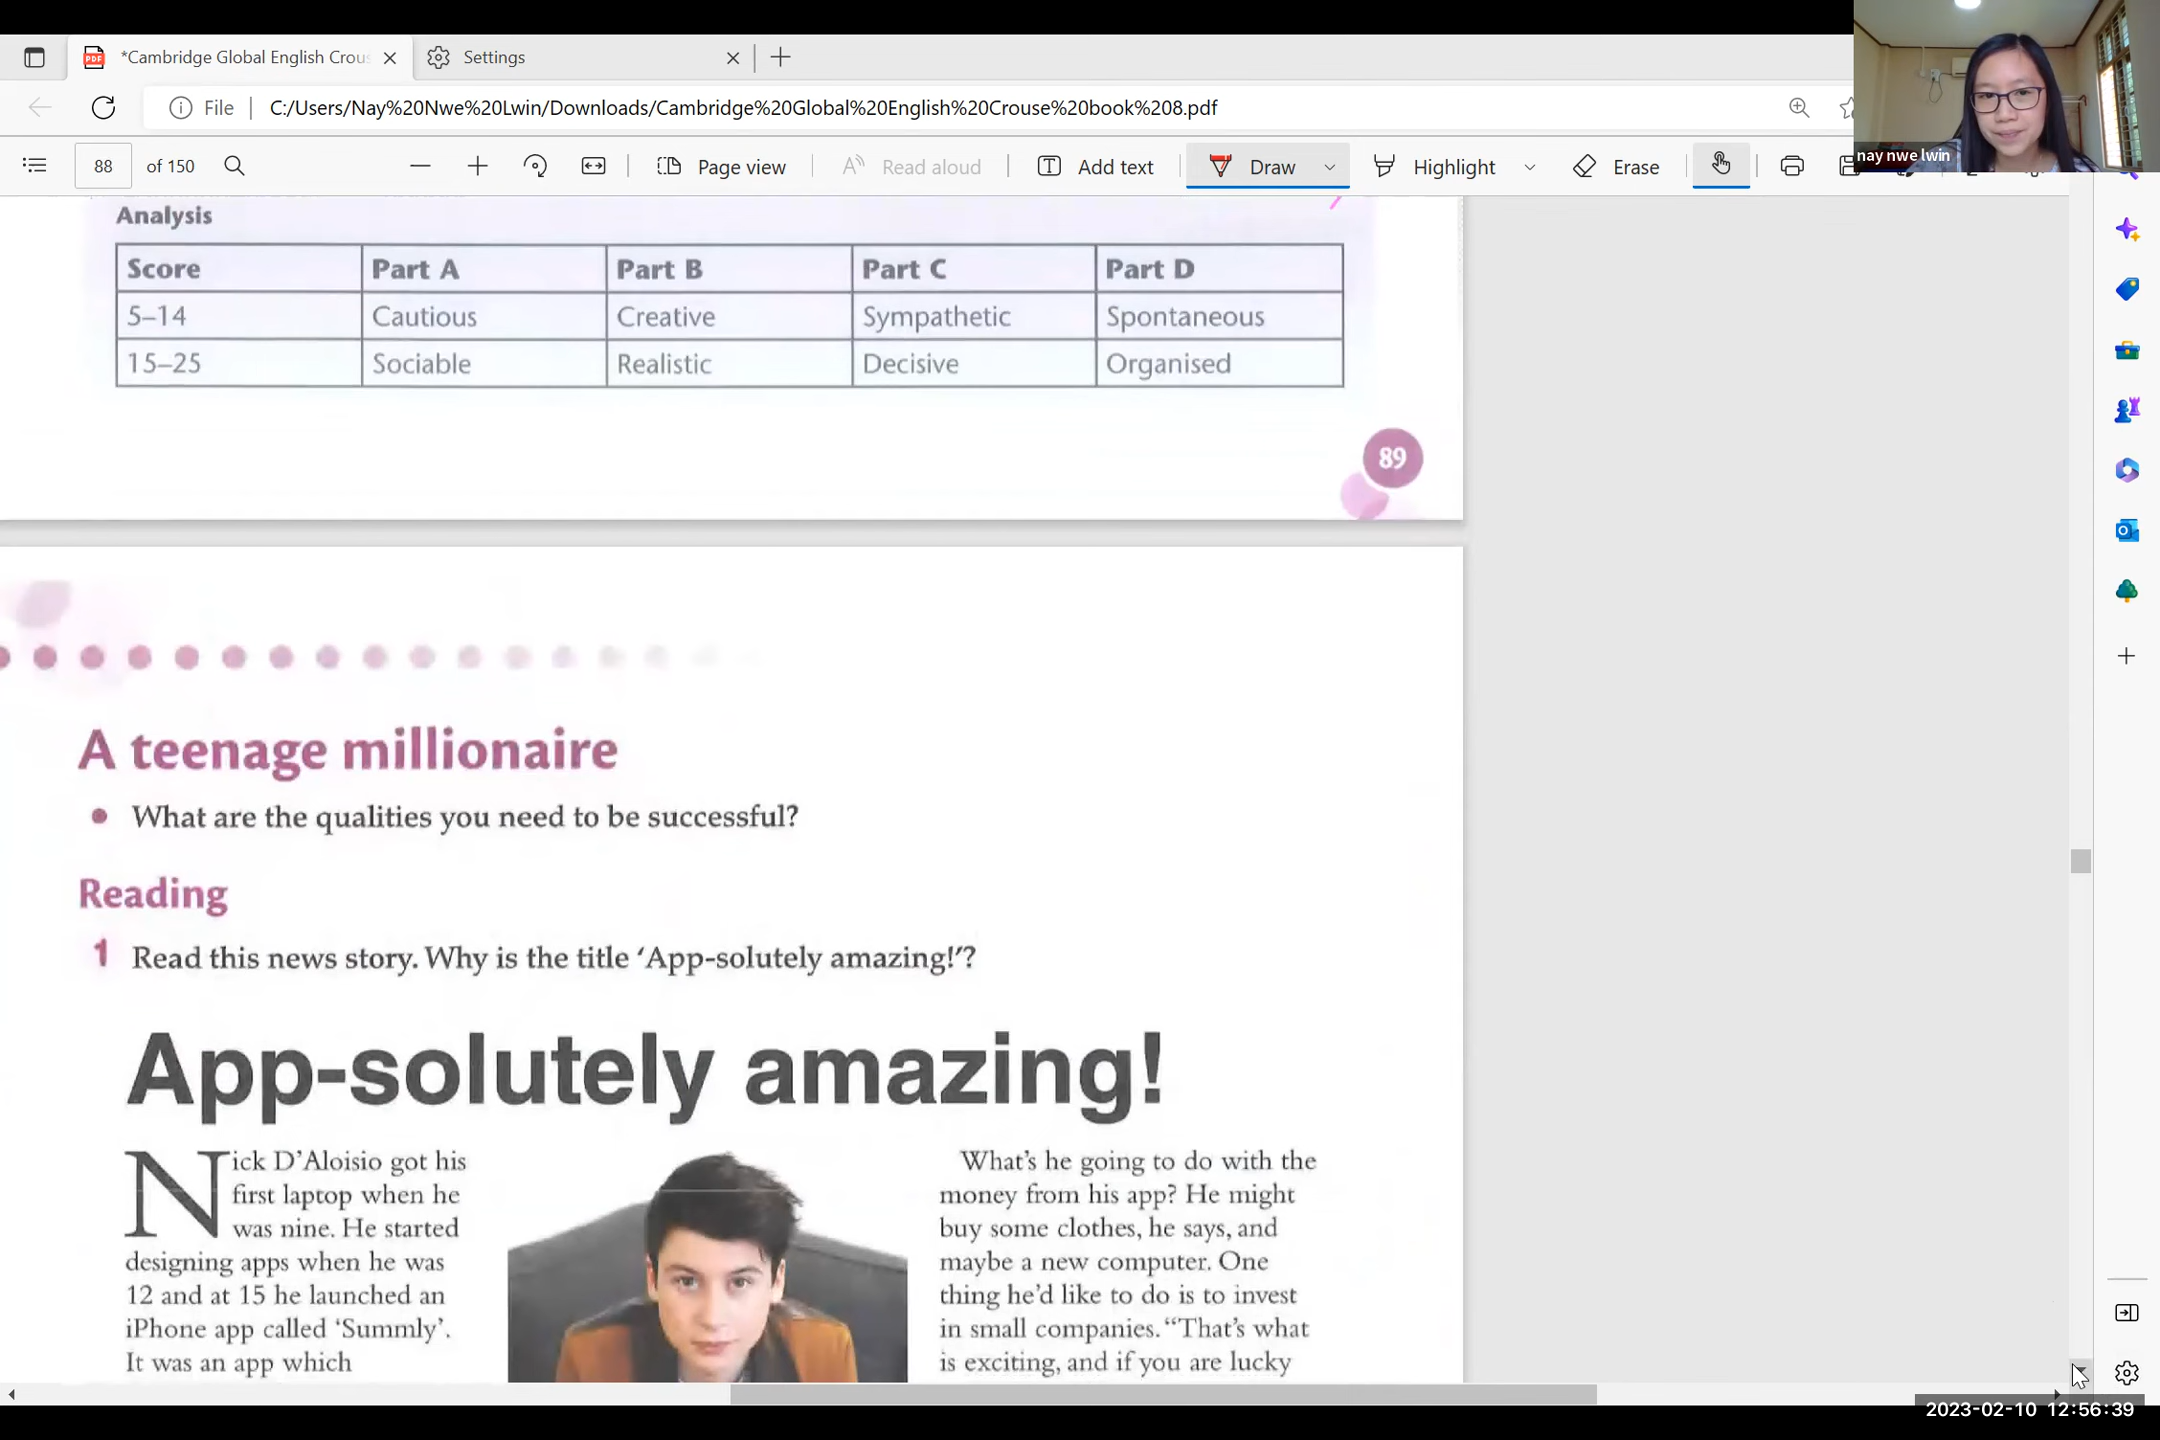 *Cambridge Global English Crous
Settings
File
C:/Users/Nay%20Nwe%20Lwin/Downloads/Cambridge%20Global%20English%20Crouse%20book%208.pdf
nay nwe lwin
88 of 150
Page view
Read aloud
Add text
Draw
Highlight
Erase
Analysis
Score Part A Part B Part C Part D
5–14 Cautious Creative Sympathetic Spontaneous
15–25 Sociable Realistic Decisive Organised
89
A teenage millionaire
• What are the qualities you need to be successful?
Reading
1 Read this news story. Why is the title ‘App-solutely amazing!’?
App-solutely amazing!
Nick D’Aloisio got his
first laptop when he
was nine. He started
designing apps when he was
12 and at 15 he launched an
iPhone app called ‘Summly’.
It was an app which
What’s he going to do with the
money from his app? He might
buy some clothes, he says, and
maybe a new computer. One
thing he’d like to do is to invest
in small companies. “That’s what
is exciting, and if you are lucky
2023-02-10 12:56:39